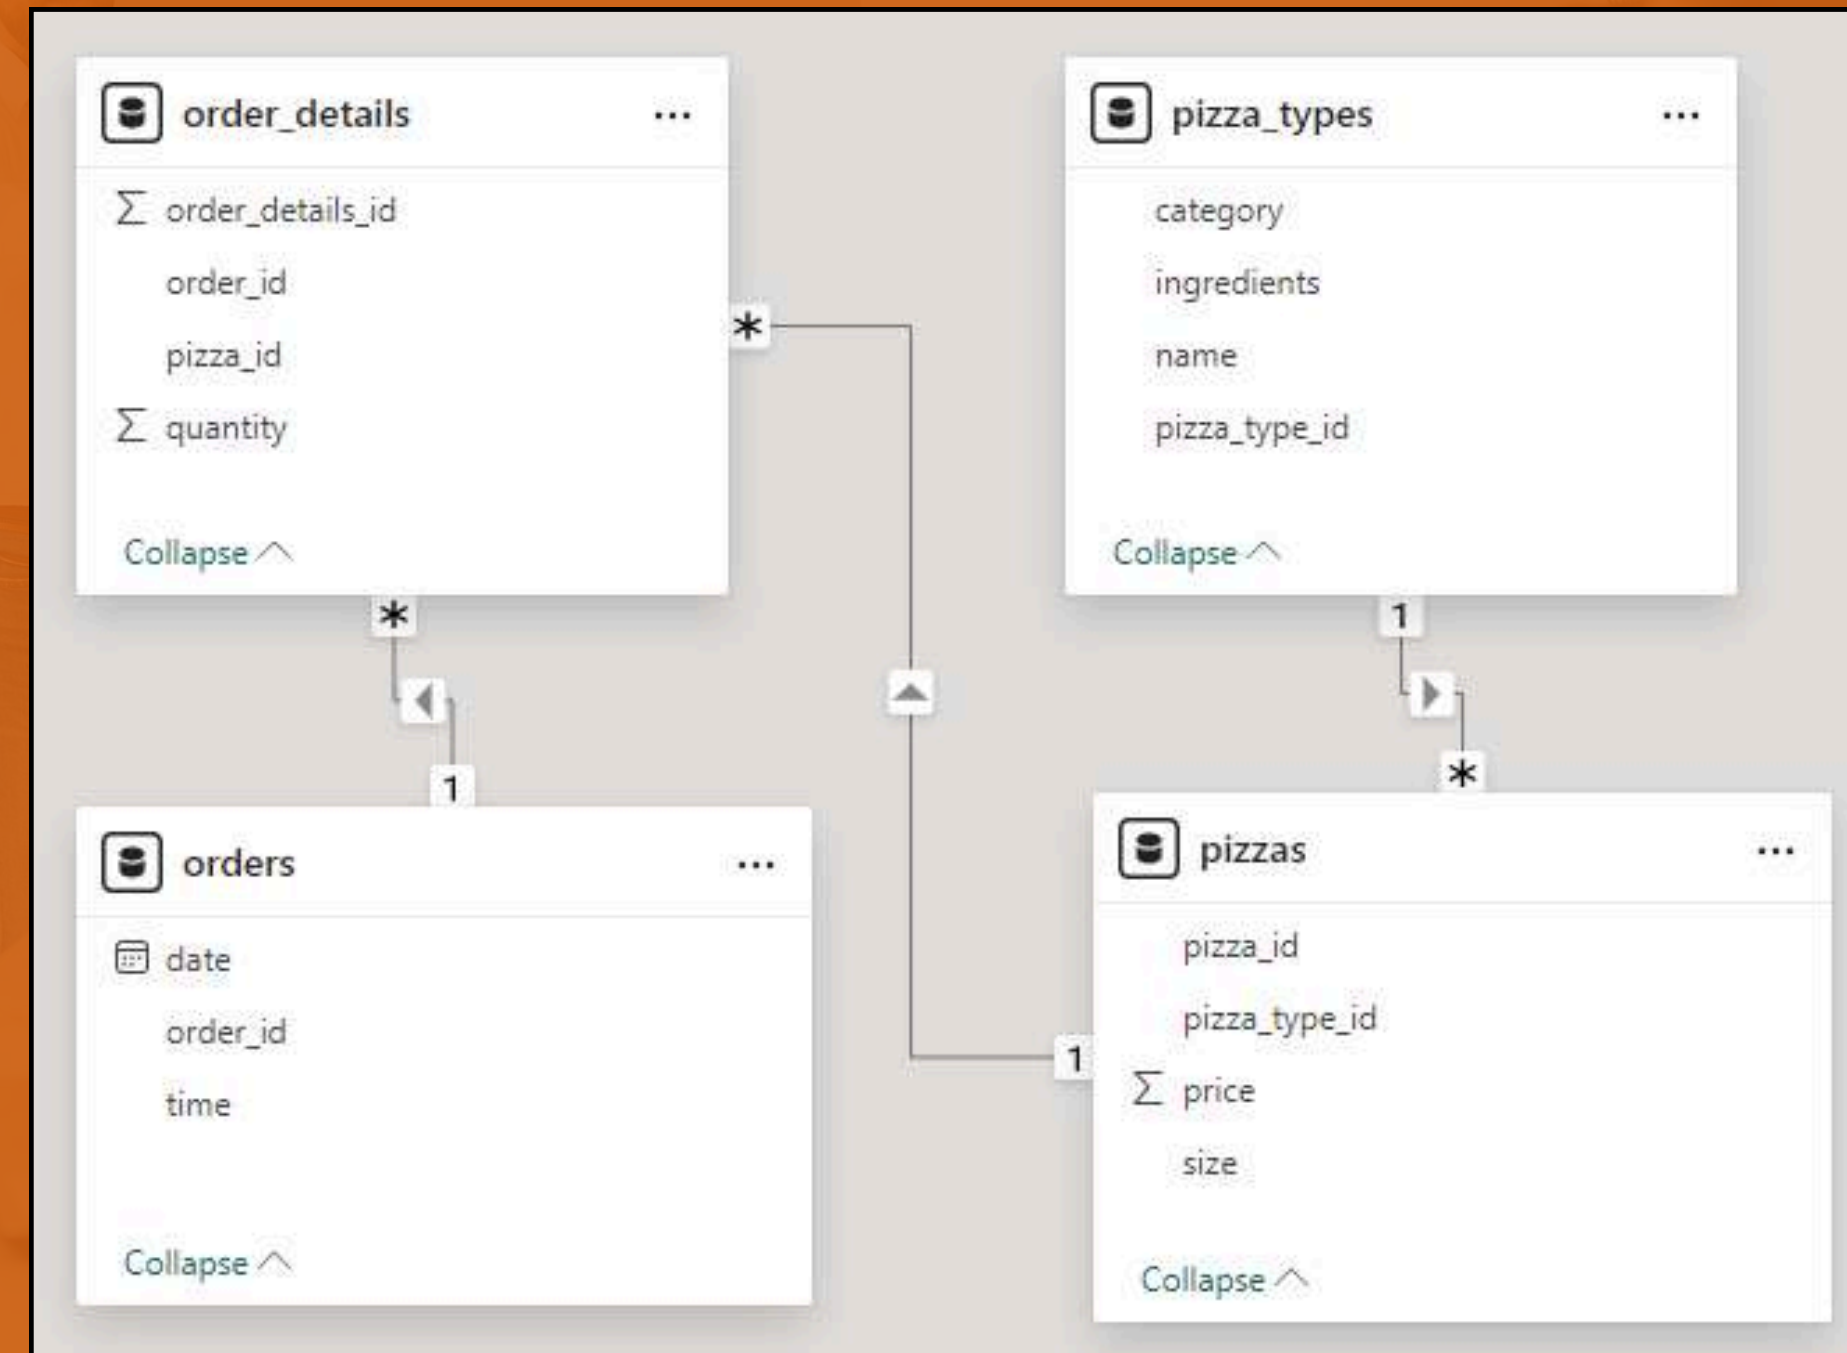 order_details ...
Σ order_details_id
order_id
pizza_id
Σ quantity
Collapse
*
*
1
orders ...
date
order_id
time
Collapse
pizza_types ...
category
ingredients
name
pizza_type_id
Collapse
1
*
pizzas ...
pizza_id
pizza_type_id
Σ price
size
Collapse
1